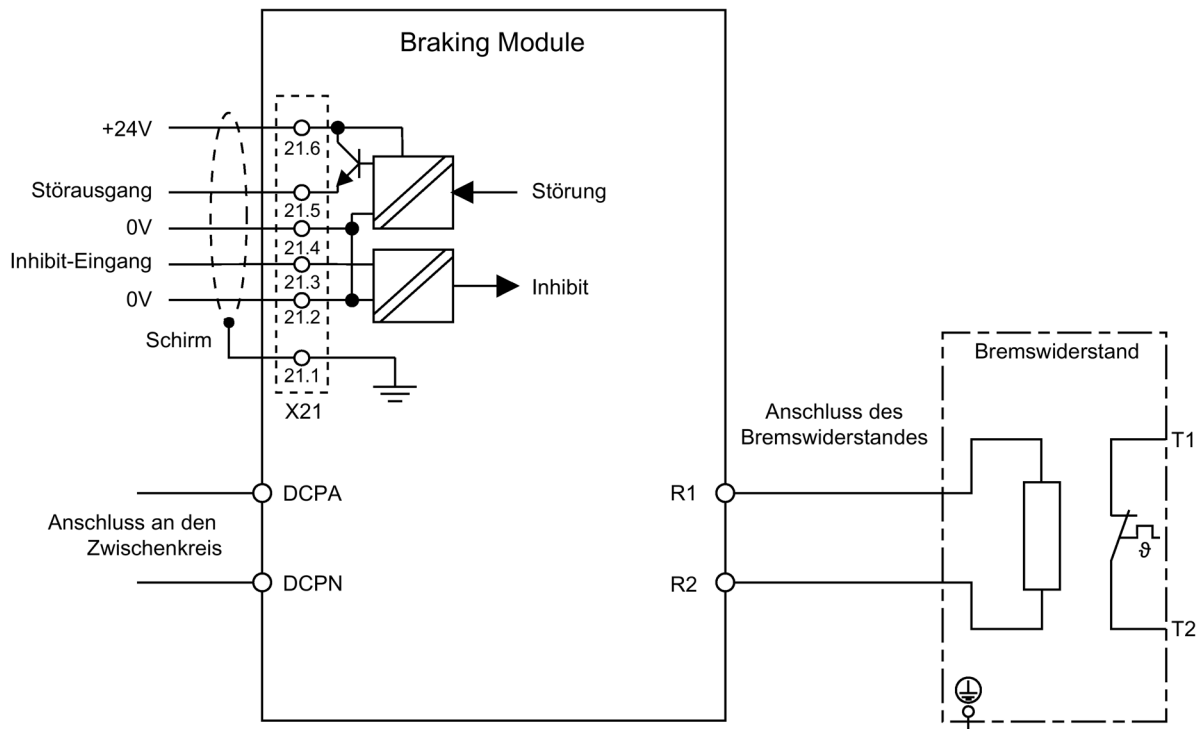 Braking Module
+24V
21.6
Störausgang
21.5
Störung
0V
21.4
Inhibit-Eingang
21.3
Inhibit
0V
21.2
Schirm
21.1
X21
Bremswiderstand
Anschluss des
Bremswiderstandes
T1
DCPA
R1
Anschluss an den
Zwischenkreis
ϑ
DCPN
R2
T2